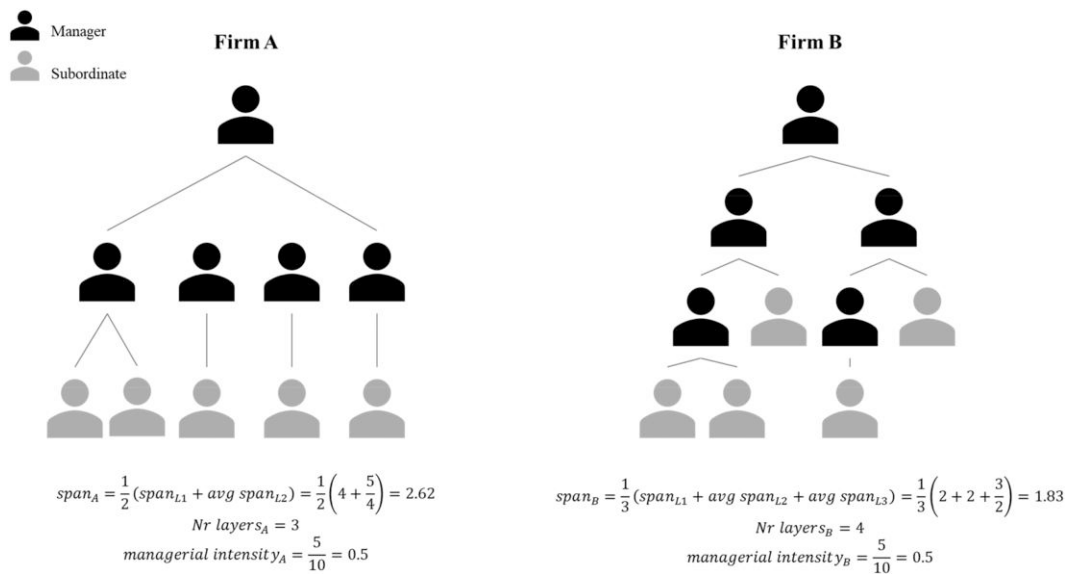 Manager
Subordinate
Firm A
Firm B
span_A = 1/2 (span_L1 + avg span_L2) = 1/2 (4 + 5/4) = 2.62
Nr layers_A = 3
managerial intensity_A = 5/10 = 0.5
span_B = 1/3 (span_L1 + avg span_L2 + avg span_L3) = 1/3 (2 + 2 + 3/2) = 1.83
Nr layers_B = 4
managerial intensity_B = 5/10 = 0.5